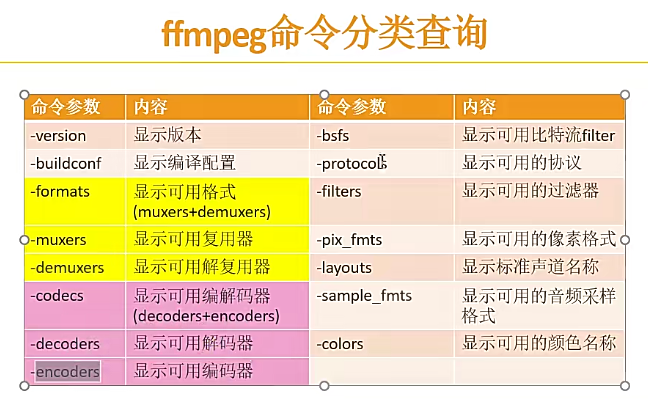 ffmpeg命令分类查询
命令参数 内容 命令参数 内容
-version 显示版本 -bsfs 显示可用比特流filter
-buildconf 显示编译配置 -protocols 显示可用的协议
-formats 显示可用格式 -filters 显示可用的过滤器
(muxers+demuxers)
-muxers 显示可用复用器 -pix_fmts 显示可用的像素格式
-demuxers 显示可用解复用器 -layouts 显示标准声道名称
-codecs 显示可用编解码器 -sample_fmts 显示可用的音频采样
(decoders+encoders) 格式
-decoders 显示可用解码器 -colors 显示可用的颜色名称
-encoders 显示可用编码器